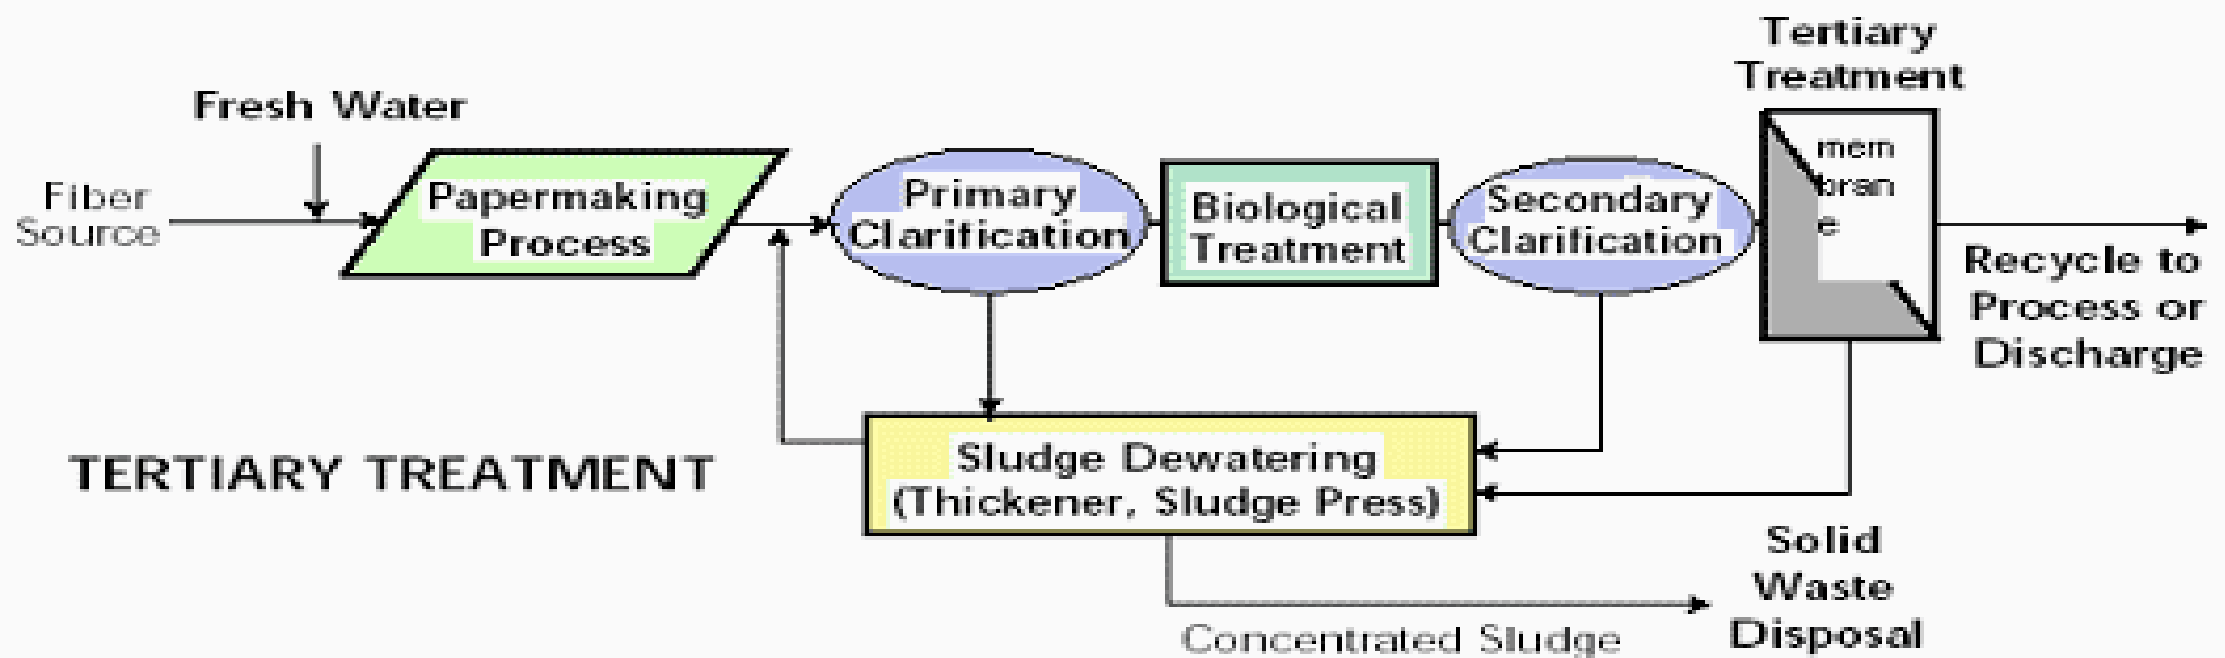 Tertiary
Treatment
Fresh Water
Fiber
Source
Papermaking
Process
Primary
Clarification
Biological
Treatment
Secondary
Clarification
mem
bran
e
Recycle to
Process or
Discharge
TERTIARY TREATMENT
Sludge Dewatering
(Thickener, Sludge Press)
Solid
Waste
Disposal
Concentrated Sludge